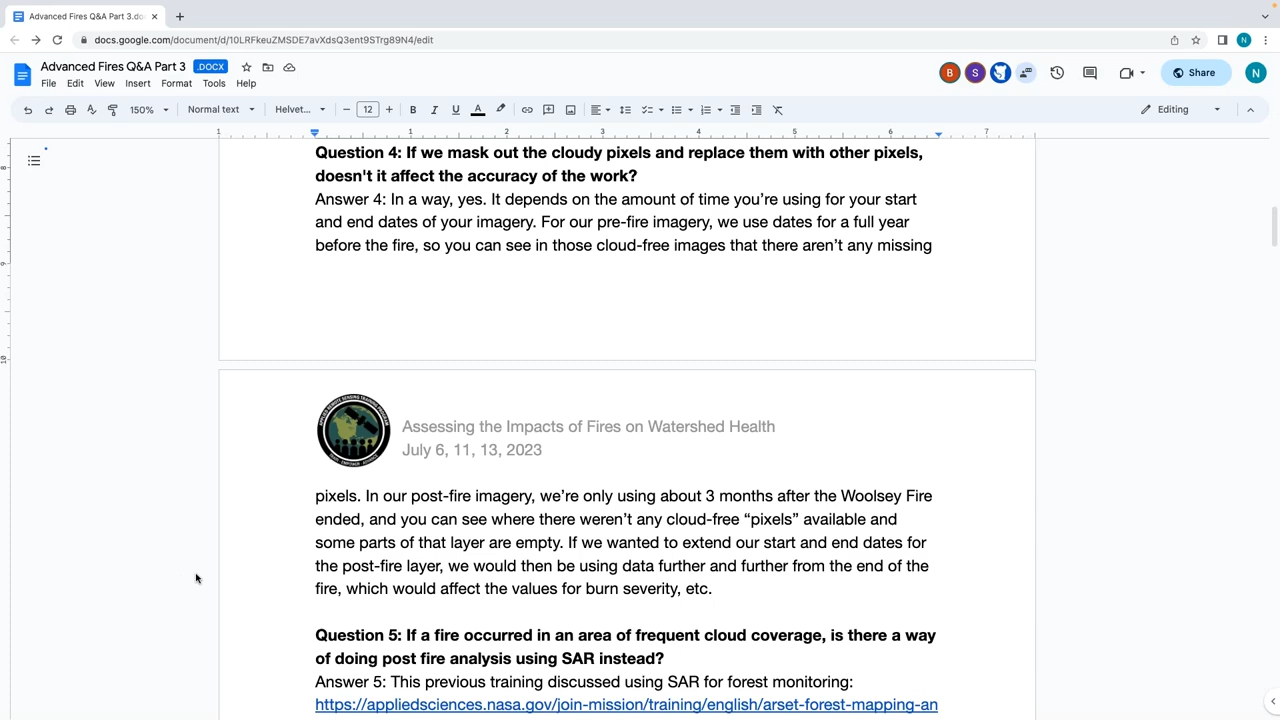 Advanced Fires Q&A Part 3.do
docs.google.com/document/d/10LRFkeuZMSDE7avXdsQ3ent9STrg89N4/edit
N
Advanced Fires Q&A Part 3 .DOCX
File Edit View Insert Format Tools Help
B S Share N
150% Normal text Helvet... 12 B I U A Editing
1 1 2 3 4 5 6 7
Question 4: If we mask out the cloudy pixels and replace them with other pixels,
doesn't it affect the accuracy of the work?
Answer 4: In a way, yes. It depends on the amount of time you’re using for your start
and end dates of your imagery. For our pre-fire imagery, we use dates for a full year
before the fire, so you can see in those cloud-free images that there aren’t any missing
8
9
10
Assessing the Impacts of Fires on Watershed Health
July 6, 11, 13, 2023
pixels. In our post-fire imagery, we’re only using about 3 months after the Woolsey Fire
ended, and you can see where there weren’t any cloud-free “pixels” available and
some parts of that layer are empty. If we wanted to extend our start and end dates for
the post-fire layer, we would then be using data further and further from the end of the
fire, which would affect the values for burn severity, etc.
Question 5: If a fire occurred in an area of frequent cloud coverage, is there a way
of doing post fire analysis using SAR instead?
Answer 5: This previous training discussed using SAR for forest monitoring:
https://appliedsciences.nasa.gov/join-mission/training/english/arset-forest-mapping-an